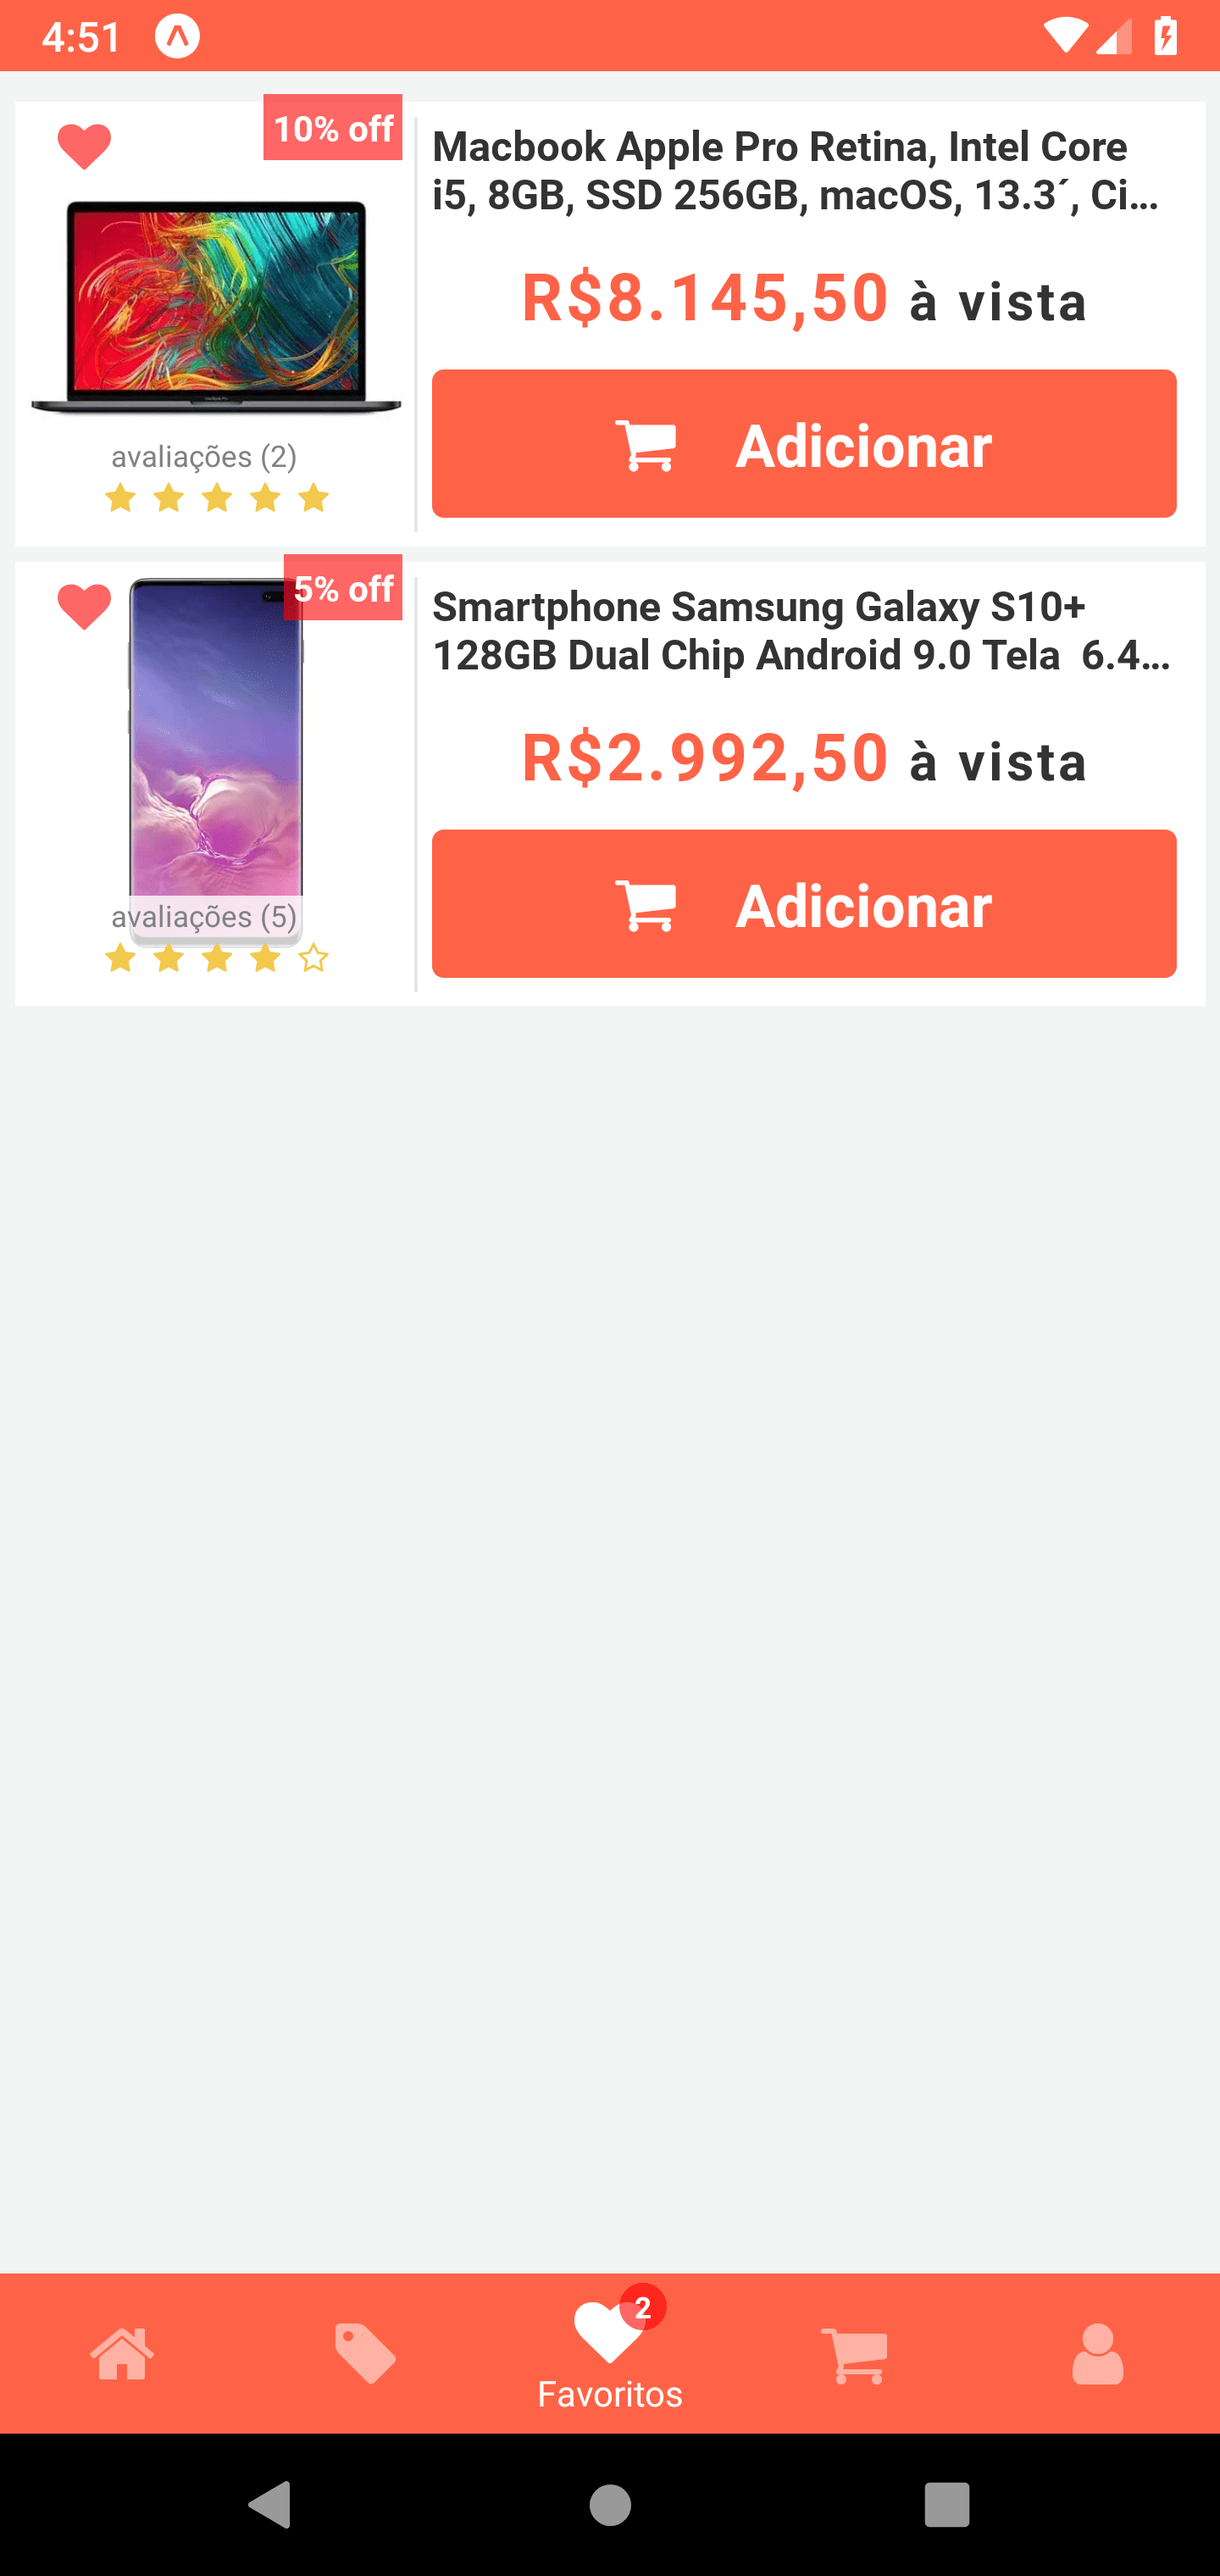 4:51
10% off
Macbook Apple Pro Retina, Intel Core
i5, 8GB, SSD 256GB, macOS, 13.3´, Ci...
R$8.145,50 à vista
Adicionar
avaliações (2)
5% off
Smartphone Samsung Galaxy S10+
128GB Dual Chip Android 9.0 Tela  6.4...
R$2.992,50 à vista
Adicionar
avaliações (5)
2
Favoritos